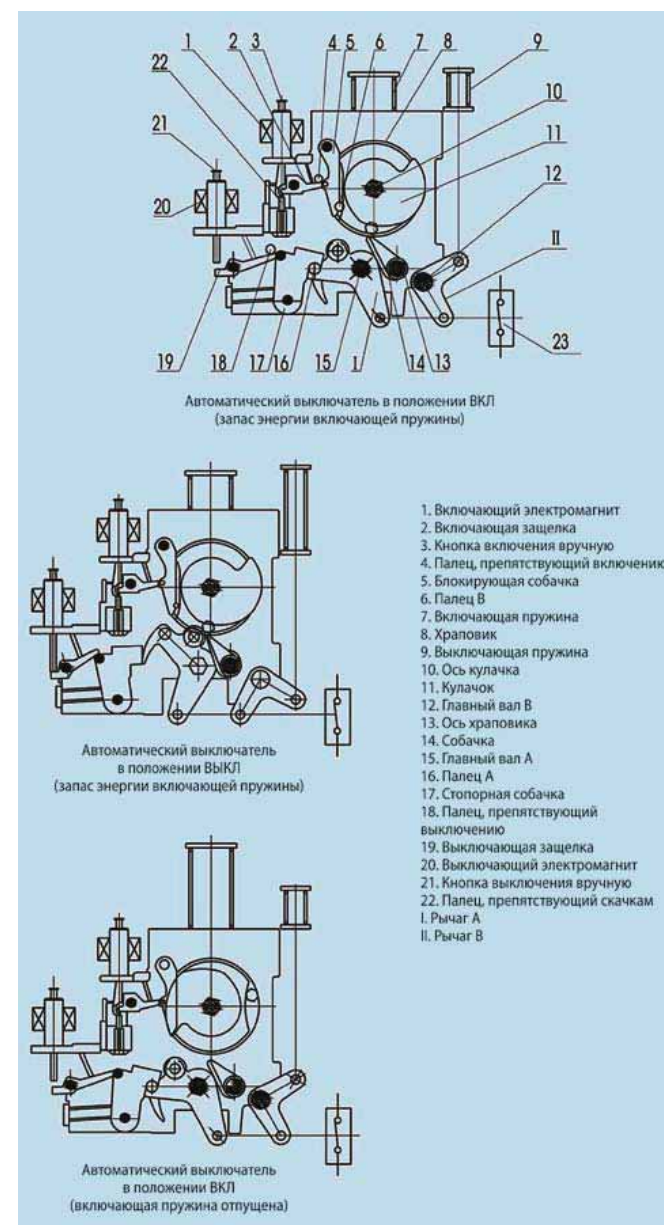 1 2 3 4 5 6 7 8 9
22
21
10
11
20
12
II
19 18 17 16 15 I 14 13 23
Автоматический выключатель в положении ВКЛ
(запас энергии включающей пружины)
Автоматический выключатель
в положении ВЫКЛ
(запас энергии включающей пружины)
Автоматический выключатель
в положении ВКЛ
(включающая пружина отпущена)
1. Включающий электромагнит
2. Включающая защелка
3. Кнопка включения вручную
4. Палец, препятствующий включению
5. Блокирующая собачка
6. Палец В
7. Включающая пружина
8. Храповик
9. Выключающая пружина
10. Ось кулачка
11. Кулачок
12. Главный вал В
13. Ось храповика
14. Собачка
15. Главный вал А
16. Палец А
17. Стопорная собачка
18. Палец, препятствующий
выключению
19. Выключающая защелка
20. Выключающий электромагнит
21. Кнопка выключения вручную
22. Палец, препятствующий скачкам
I. Рычаг А
II. Рычаг В